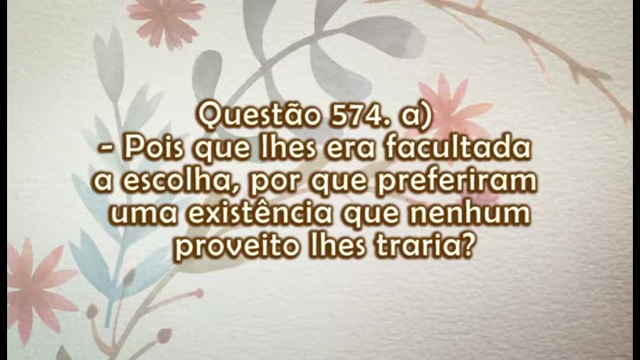 Questão 574. a)
- Pois que lhes era facultada
a escolha, por que preferiram
uma existência que nenhum
proveito lhes traria?